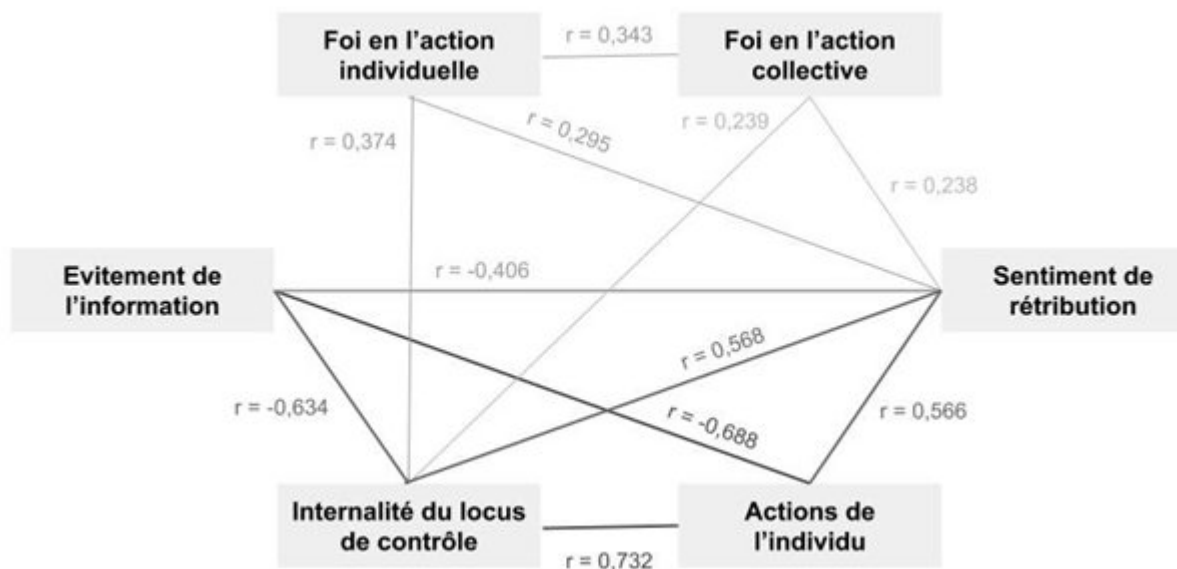 Foi en l'action
individuelle
r = 0,343
Foi en l'action
collective
r = 0,374
r = 0,295
r = 0,239
r = 0,238
Evitement de
l'information
r = -0,406
Sentiment de
rétribution
r = -0,634
r = 0,568
r = -0,688
r = 0,566
Internalité du locus
de contrôle
r = 0,732
Actions de
l'individu